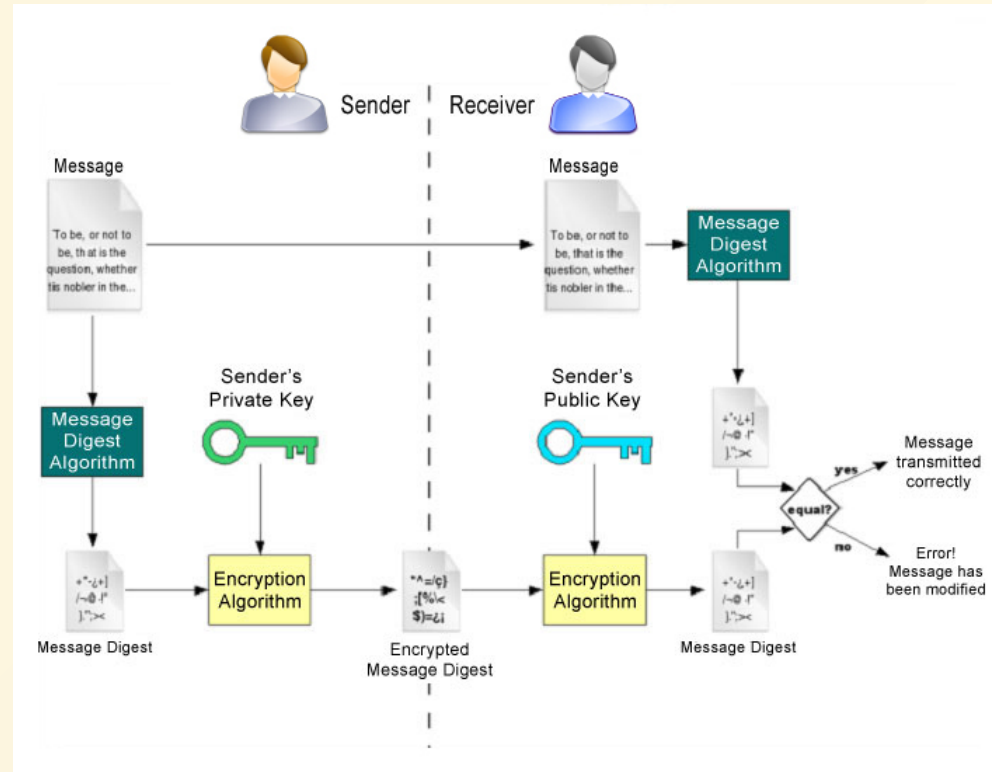 Sender
Receiver
Message
To be, or not to
be, that is the
question, whether
tis nobler in the...
Message
To be, or not to
be, that is the
question, whether
tis nobler in the...
Message
Digest
Algorithm
Sender's
Private Key
Sender's
Public Key
Message
Digest
Algorithm
+"-¿+]
/~@ -!"
].";><
yes
Message
transmitted
correctly
equal?
no
Error!
Message has
been modified
+"-¿+]
/~@ -!"
].";><
Message Digest
Encryption
Algorithm
"^=/ç}
;[%\<
$)=¿¡
Encrypted
Message Digest
Encryption
Algorithm
+"-¿+]
/~@ -!"
].";><
Message Digest